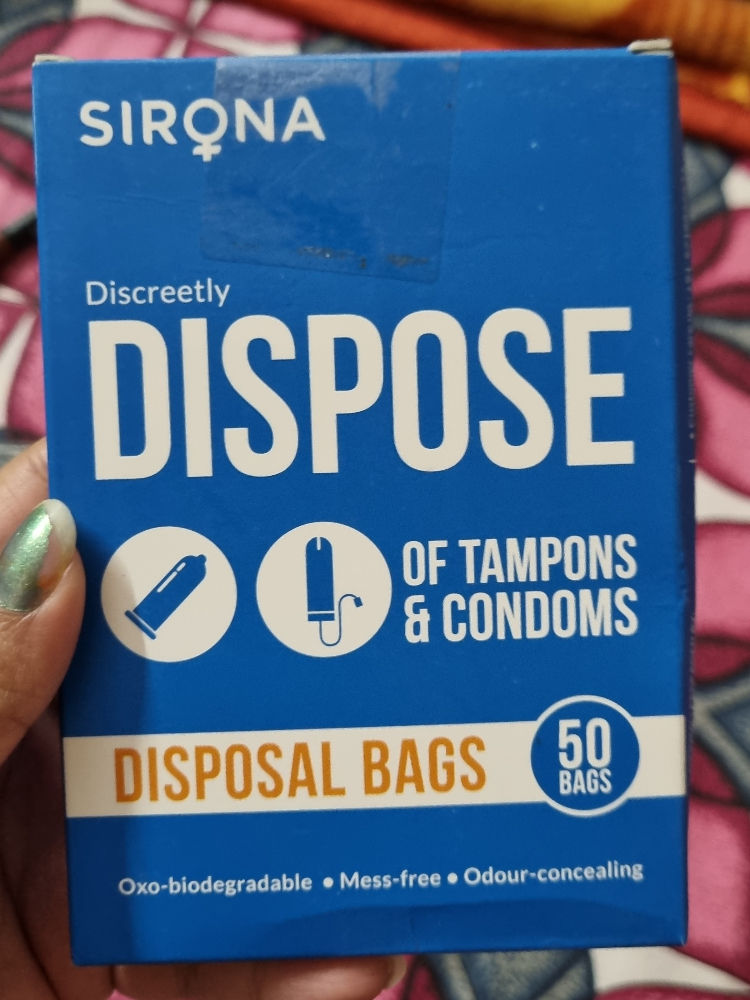 SIRONA
Discreetly
DISPOSE
OF TAMPONS
& CONDOMS
DISPOSAL BAGS
50
BAGS
Oxo-biodegradable • Mess-free • Odour-concealing